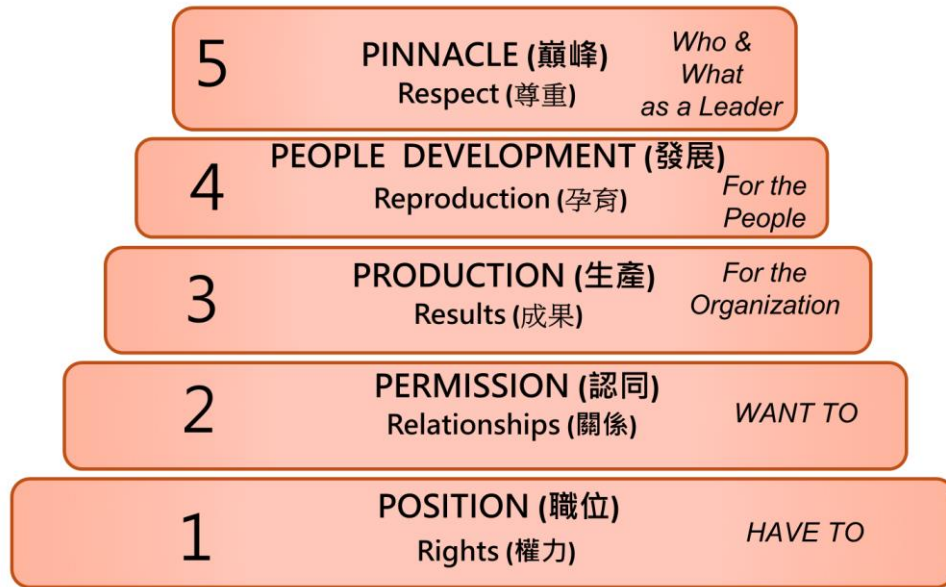 5
PINNACLE (巔峰)
Respect (尊重)
Who &
What
as a Leader
4
PEOPLE DEVELOPMENT (發展)
Reproduction (孕育)
For the
People
3
PRODUCTION (生產)
Results (成果)
For the
Organization
2
PERMISSION (認同)
Relationships (關係)
WANT TO
1
POSITION (職位)
Rights (權力)
HAVE TO